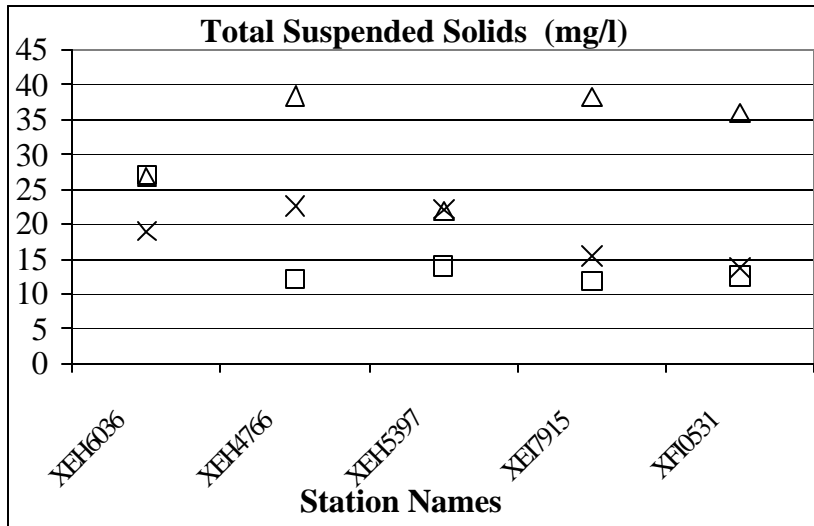 Total Suspended Solids (mg/l)
45
40
35
30
25
20
15
10
5
0
XEH6036
XEH4766
XEH5397
XEI7915
XFI0531
Station Names